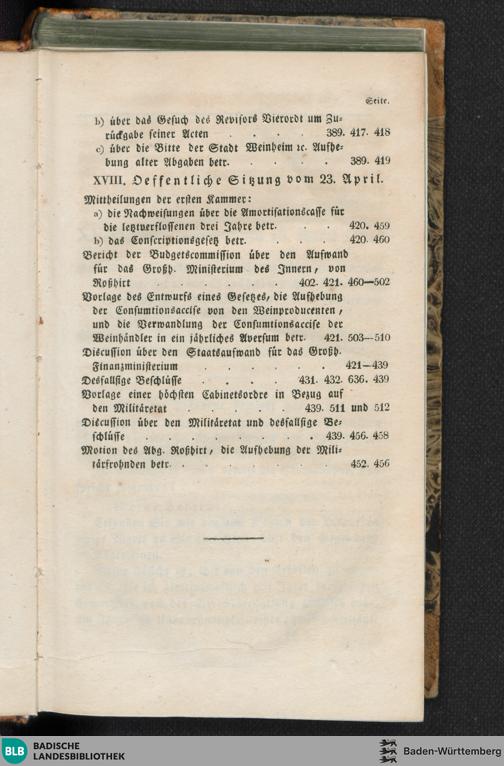 Seite.
b) über das Gesuch des Revisors Vierordt um Zu-
rückgabe seiner Acten . . . . 389. 417. 418
c) über die Bitte der Stadt Weinheim ꝛc. Aufhe-
bung alter Abgaben betr. . . . . 389. 419
XVIII. Oeffentliche Sitzung vom 23. April.
Mittheilungen der ersten Kammer:
a) die Nachweisungen über die Amortisationscasse für
die letztverflossenen drei Jahre betr. . . 420. 459
b) das Conscriptionsgesetz betr. . . . 420. 460
Bericht der Budgetscommission über den Aufwand
für das Großh. Ministerium des Innern, von
Roßhirt . . . . . . 402. 421. 460—502
Vorlage des Entwurfs eines Gesetzes, die Aufhebung
der Consumtionsaccise von den Weinproducenten,
und die Verwandlung der Consumtionsaccise der
Weinhändler in ein jährliches Aversum betr. 421. 503—510
Discussion über den Staatsaufwand für das Großh.
Finanzministerium . . . . . . 421—439
Desfallsige Beschlüsse . . . . 431. 432. 636. 439
Vorlage einer höchsten Cabinetsordre in Bezug auf
den Militäretat . . . . . 439. 511 und 512
Discussion über den Militäretat und desfallsige Be-
schlüsse . . . . . . . 439. 456. 458
Motion des Abg. Roßhirt, die Aufhebung der Mili-
tärfrohnden betr. . . . . . . . 452. 456
BLB
BADISCHE
LANDESBIBLIOTHEK
Baden-Württemberg